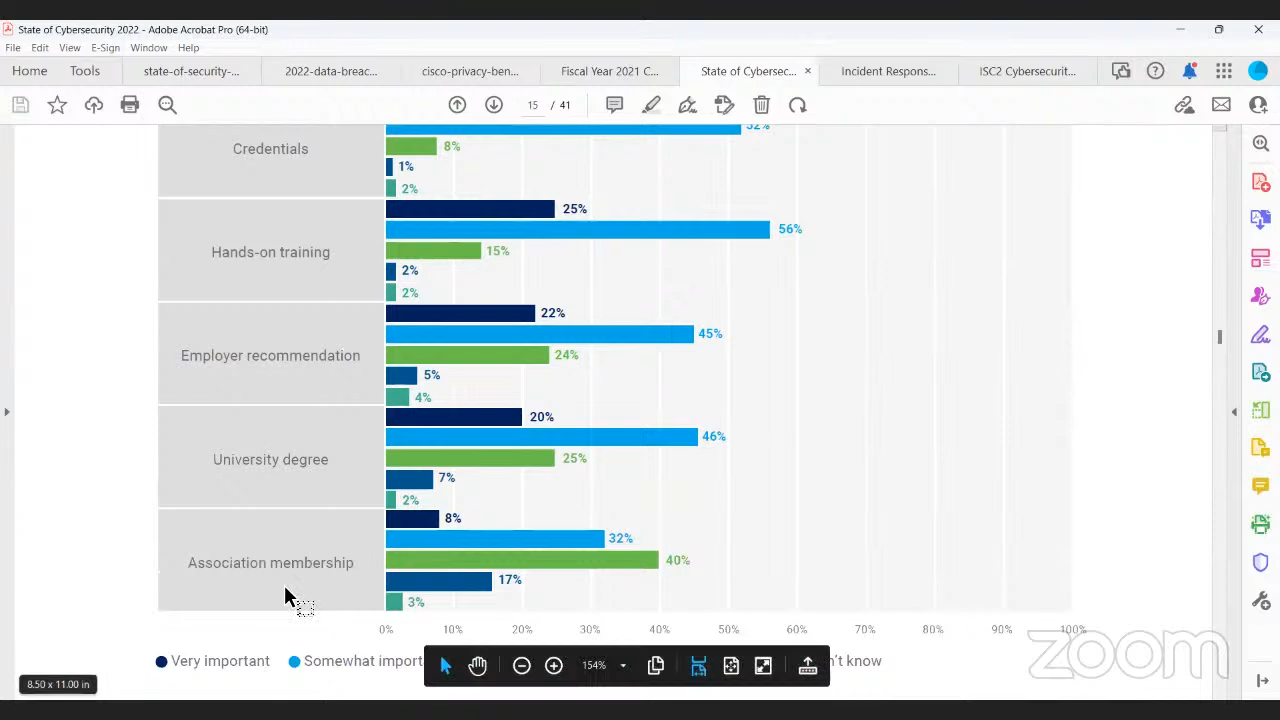 State of Cybersecurity 2022 - Adobe Acrobat Pro (64-bit)
File Edit View E-Sign Window Help
Home Tools state-of-security-... 2022-data-breac... cisco-privacy-ben... Fiscal Year 2021 C... State of Cybersec... × Incident Respons... ISC2 Cybersecurit...
15 / 41
52%
Credentials
8%
1%
2%
25%
56%
Hands-on training
15%
2%
2%
22%
45%
Employer recommendation
24%
5%
4%
20%
46%
University degree
25%
7%
2%
8%
32%
Association membership
40%
17%
3%
0% 10% 20% 30% 40% 50% 60% 70% 80% 90% 100%
Very important Somewhat import 154% 't know
8.50 x 11.00 in
zoom